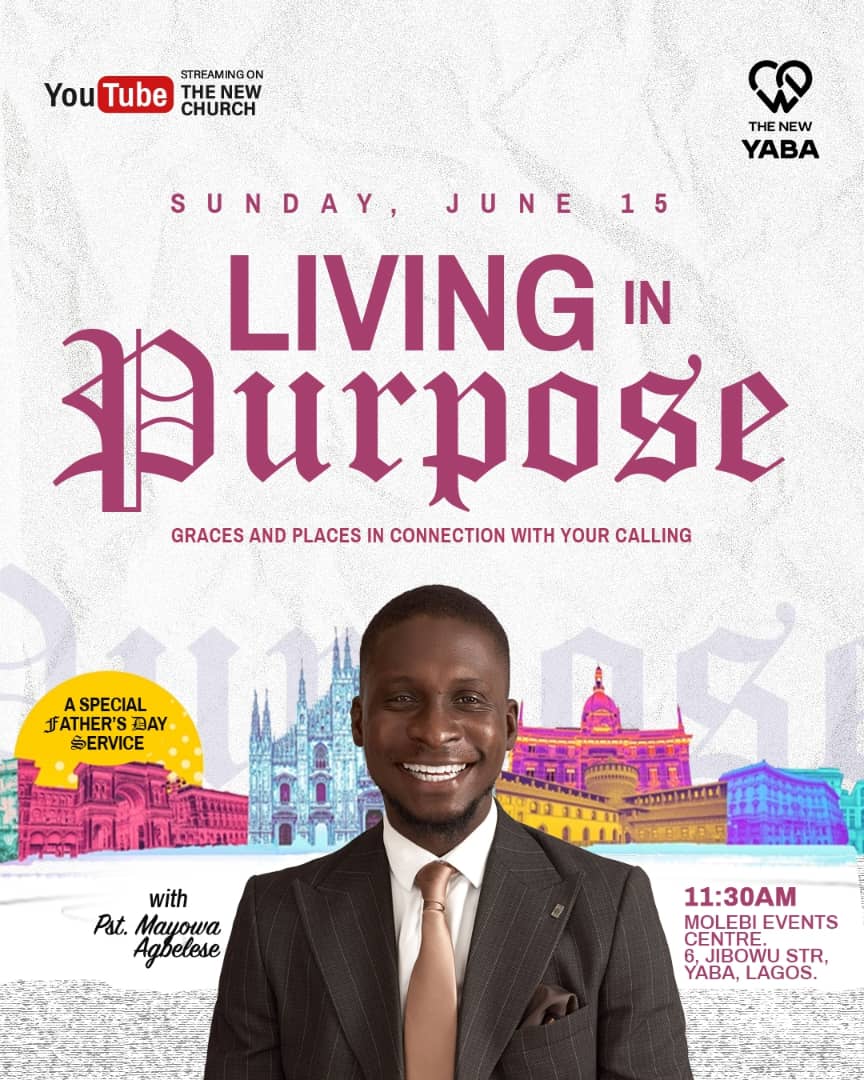 YouTube
STREAMING ON
THE NEW
CHURCH
THE NEW
YABA
SUNDAY, JUNE 15
LIVING IN
Purpose
GRACES AND PLACES IN CONNECTION WITH YOUR CALLING
Purpose
A SPECIAL
FATHER'S DAY
SERVICE
with
Pst. Mayowa
Agbelese
11:30AM
MOLEBI EVENTS
CENTRE.
6, JIBOWU STR,
YABA, LAGOS.